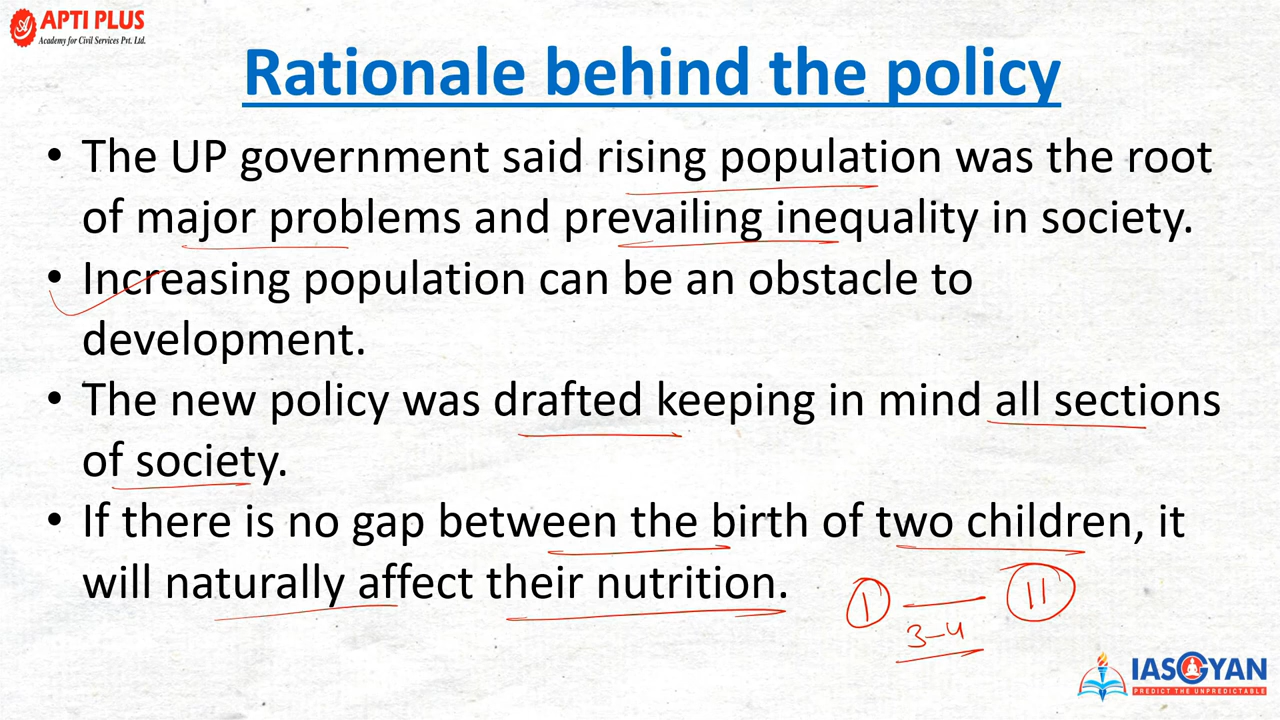 APTI PLUS
Academy for Civil Services Pvt. Ltd.
Rationale behind the policy
• The UP government said rising population was the root
of major problems and prevailing inequality in society.
• Increasing population can be an obstacle to
development.
• The new policy was drafted keeping in mind all sections
of society.
• If there is no gap between the birth of two children, it
will naturally affect their nutrition.
I — II
3-4
IASGYAN
PREDICT THE UNPREDICTABLE